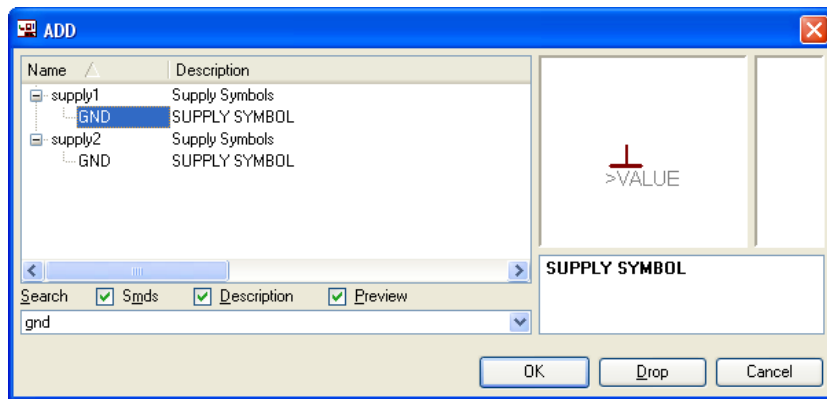 ADD
Name Description
supply1 Supply Symbols
GND SUPPLY SYMBOL
supply2 Supply Symbols
GND SUPPLY SYMBOL
>VALUE
SUPPLY SYMBOL
Search Smds Description Preview
gnd
OK Drop Cancel